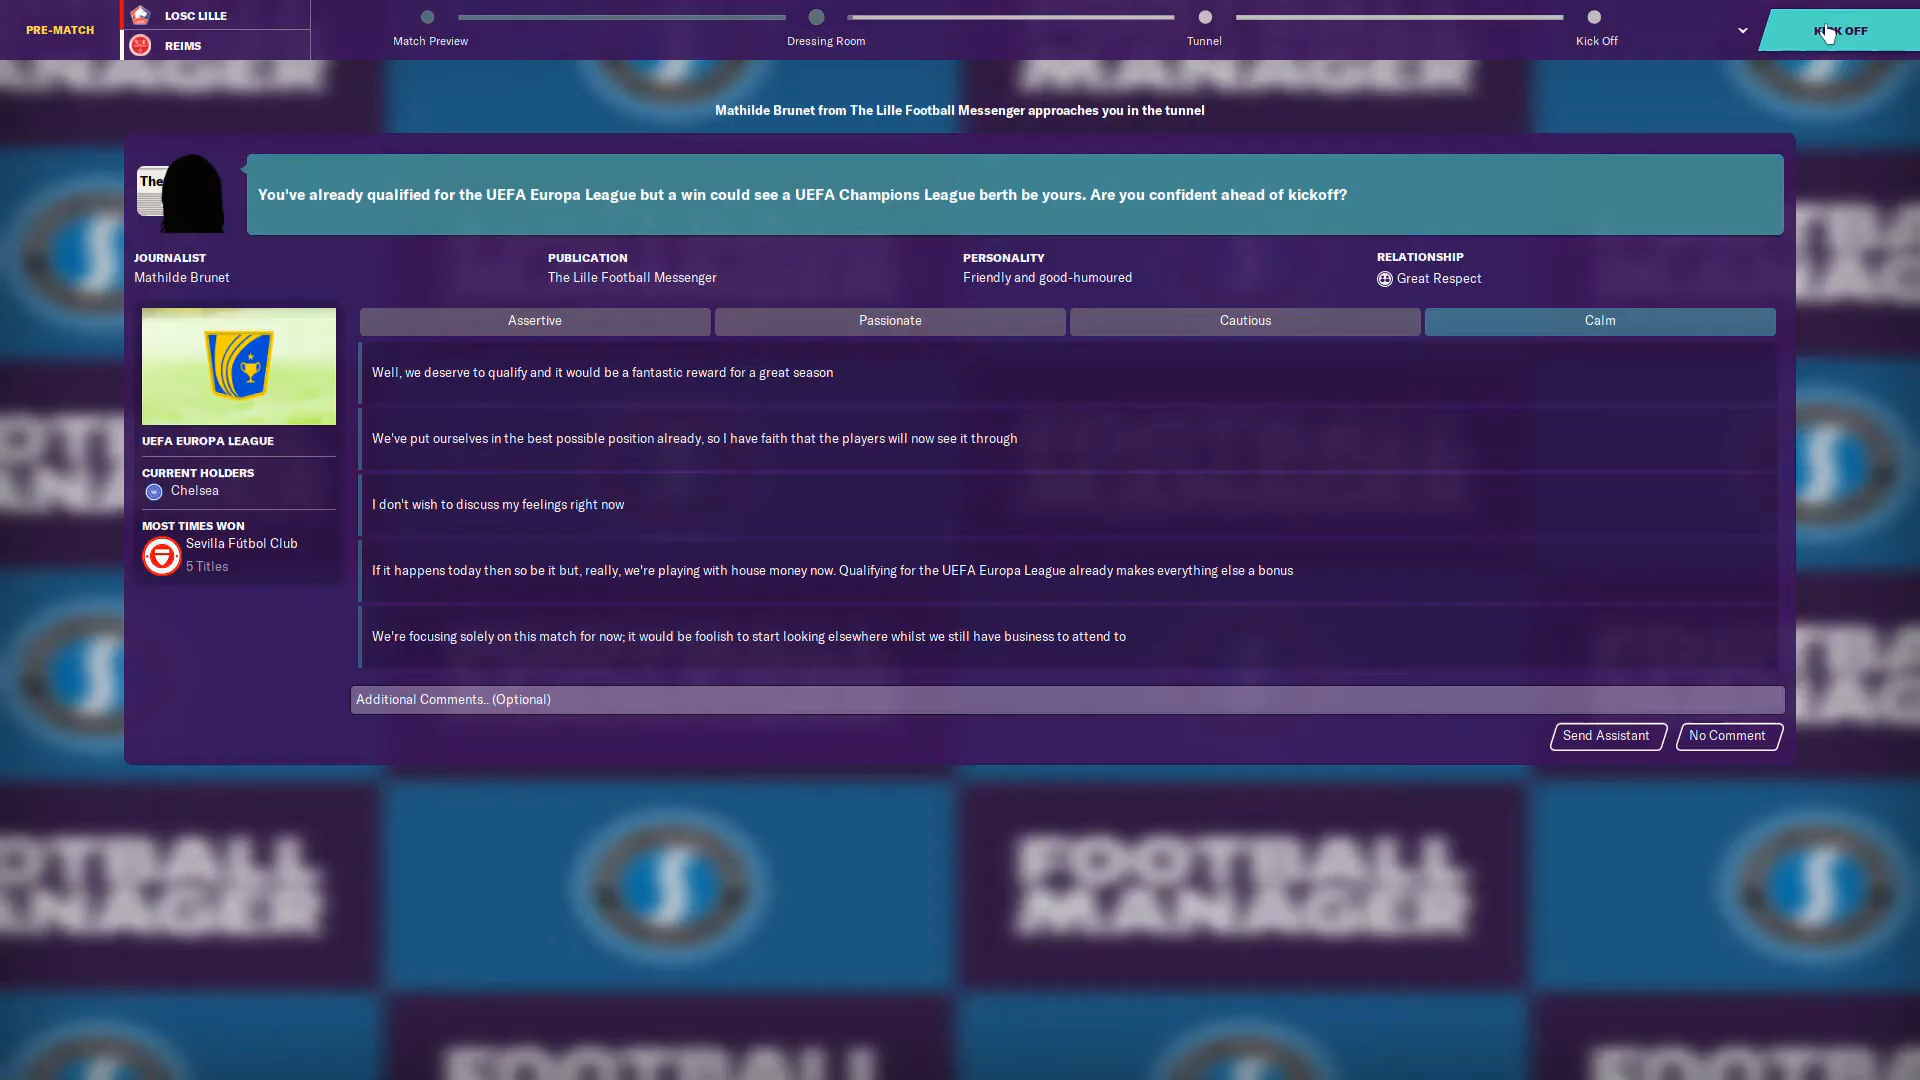 PRE-MATCH
LOSC LILLE
REIMS
Match Preview
Dressing Room
Tunnel
Kick Off
KICK OFF
Mathilde Brunet from The Lille Football Messenger approaches you in the tunnel
The
You've already qualified for the UEFA Europa League but a win could see a UEFA Champions League berth be yours. Are you confident ahead of kickoff?
JOURNALIST
Mathilde Brunet
PUBLICATION
The Lille Football Messenger
PERSONALITY
Friendly and good-humoured
RELATIONSHIP
Great Respect
Assertive
Passionate
Cautious
Calm
Well, we deserve to qualify and it would be a fantastic reward for a great season
We've put ourselves in the best possible position already, so I have faith that the players will now see it through
I don't wish to discuss my feelings right now
If it happens today then so be it but, really, we're playing with house money now. Qualifying for the UEFA Europa League already makes everything else a bonus
We're focusing solely on this match for now; it would be foolish to start looking elsewhere whilst we still have business to attend to
UEFA EUROPA LEAGUE
CURRENT HOLDERS
Chelsea
MOST TIMES WON
Sevilla Fútbol Club
5 Titles
Additional Comments.. (Optional)
Send Assistant
No Comment
FOOTBALL
MANAGER